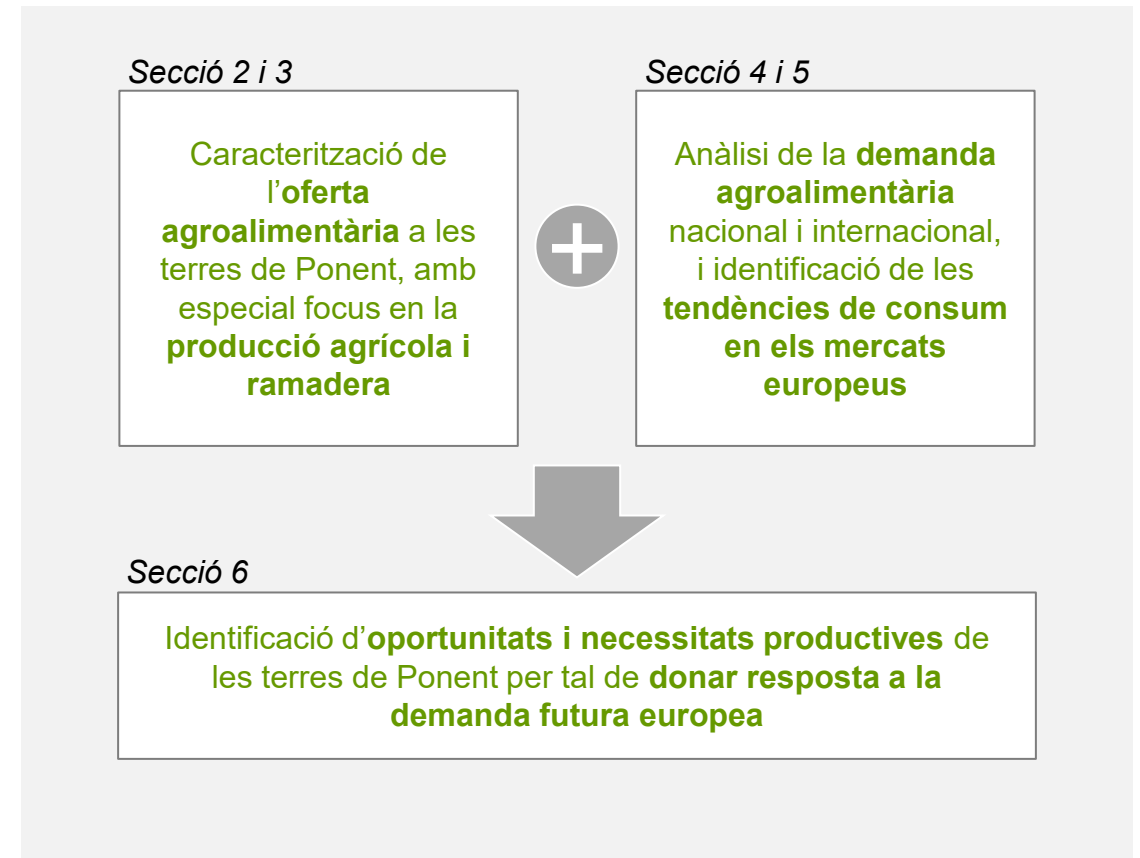 Secció 2 i 3
Caracterització de
l’oferta
agroalimentària a les
terres de Ponent, amb
especial focus en la
producció agrícola i
ramadera
Secció 4 i 5
Anàlisi de la demanda
agroalimentària
nacional i internacional,
i identificació de les
tendències de consum
en els mercats
europeus
Secció 6
Identificació d’oportunitats i necessitats productives de
les terres de Ponent per tal de donar resposta a la
demanda futura europea